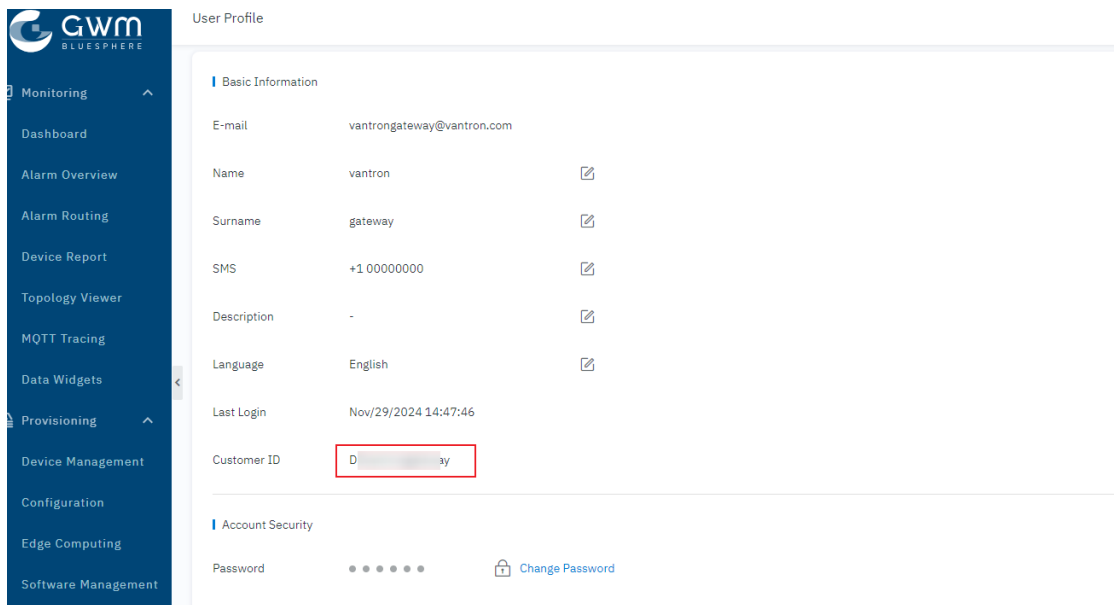 GWM
BLUESPHERE
Monitoring
Dashboard
Alarm Overview
Alarm Routing
Device Report
Topology Viewer
MQTT Tracing
Data Widgets
Provisioning
Device Management
Configuration
Edge Computing
Software Management
User Profile
Basic Information
E-mail vantrongateway@vantron.com
Name vantron
Surname gateway
SMS +1 00000000
Description -
Language English
Last Login Nov/29/2024 14:47:46
Customer ID
Account Security
Password ●●●●●● Change Password